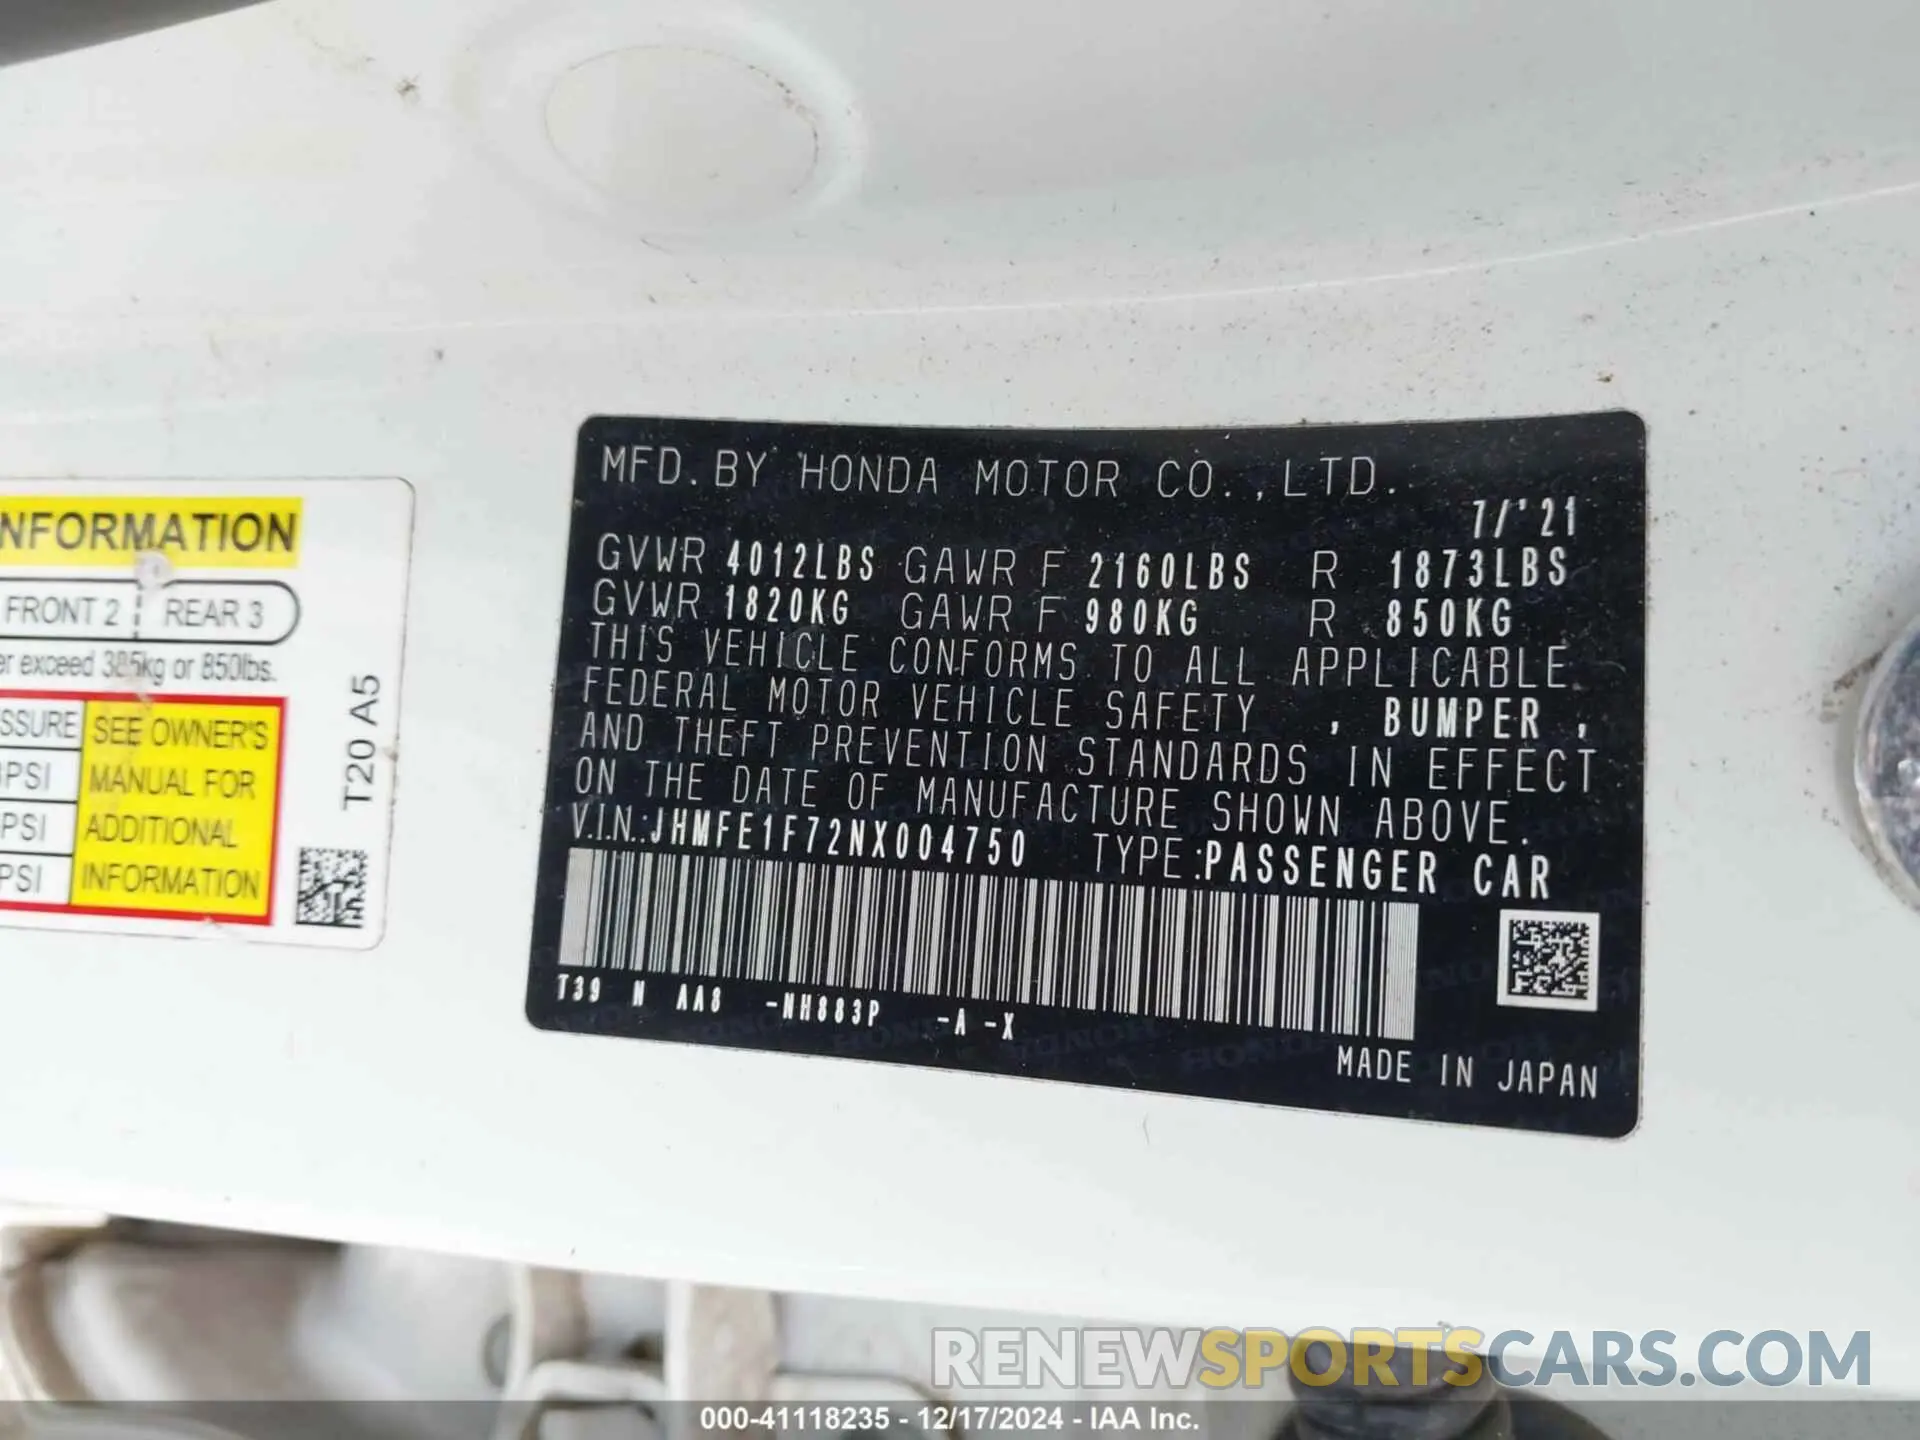 NFORMATION
FRONT 2 REAR 3
er exceed 385kg or 850lbs.
SSURE SEE OWNER'S
PSI MANUAL FOR
PSI ADDITIONAL
PSI INFORMATION
T20 A5
MFD. BY HONDA MOTOR CO., LTD.
7/'21
GVWR 4012LBS GAWR F 2160LBS R 1873LBS
GVWR 1820KG GAWR F 980KG R 850KG
THIS VEHICLE CONFORMS TO ALL APPLICABLE
FEDERAL MOTOR VEHICLE SAFETY , BUMPER ,
AND THEFT PREVENTION STANDARDS IN EFFECT
ON THE DATE OF MANUFACTURE SHOWN ABOVE.
V.I.N.: JHMFE1F72NX004750 TYPE: PASSENGER CAR
T39 N AA8 -NH883P -A -X
MADE IN JAPAN
RENEWSPORTSCARS.COM
000-41118235 - 12/17/2024 - IAA Inc.